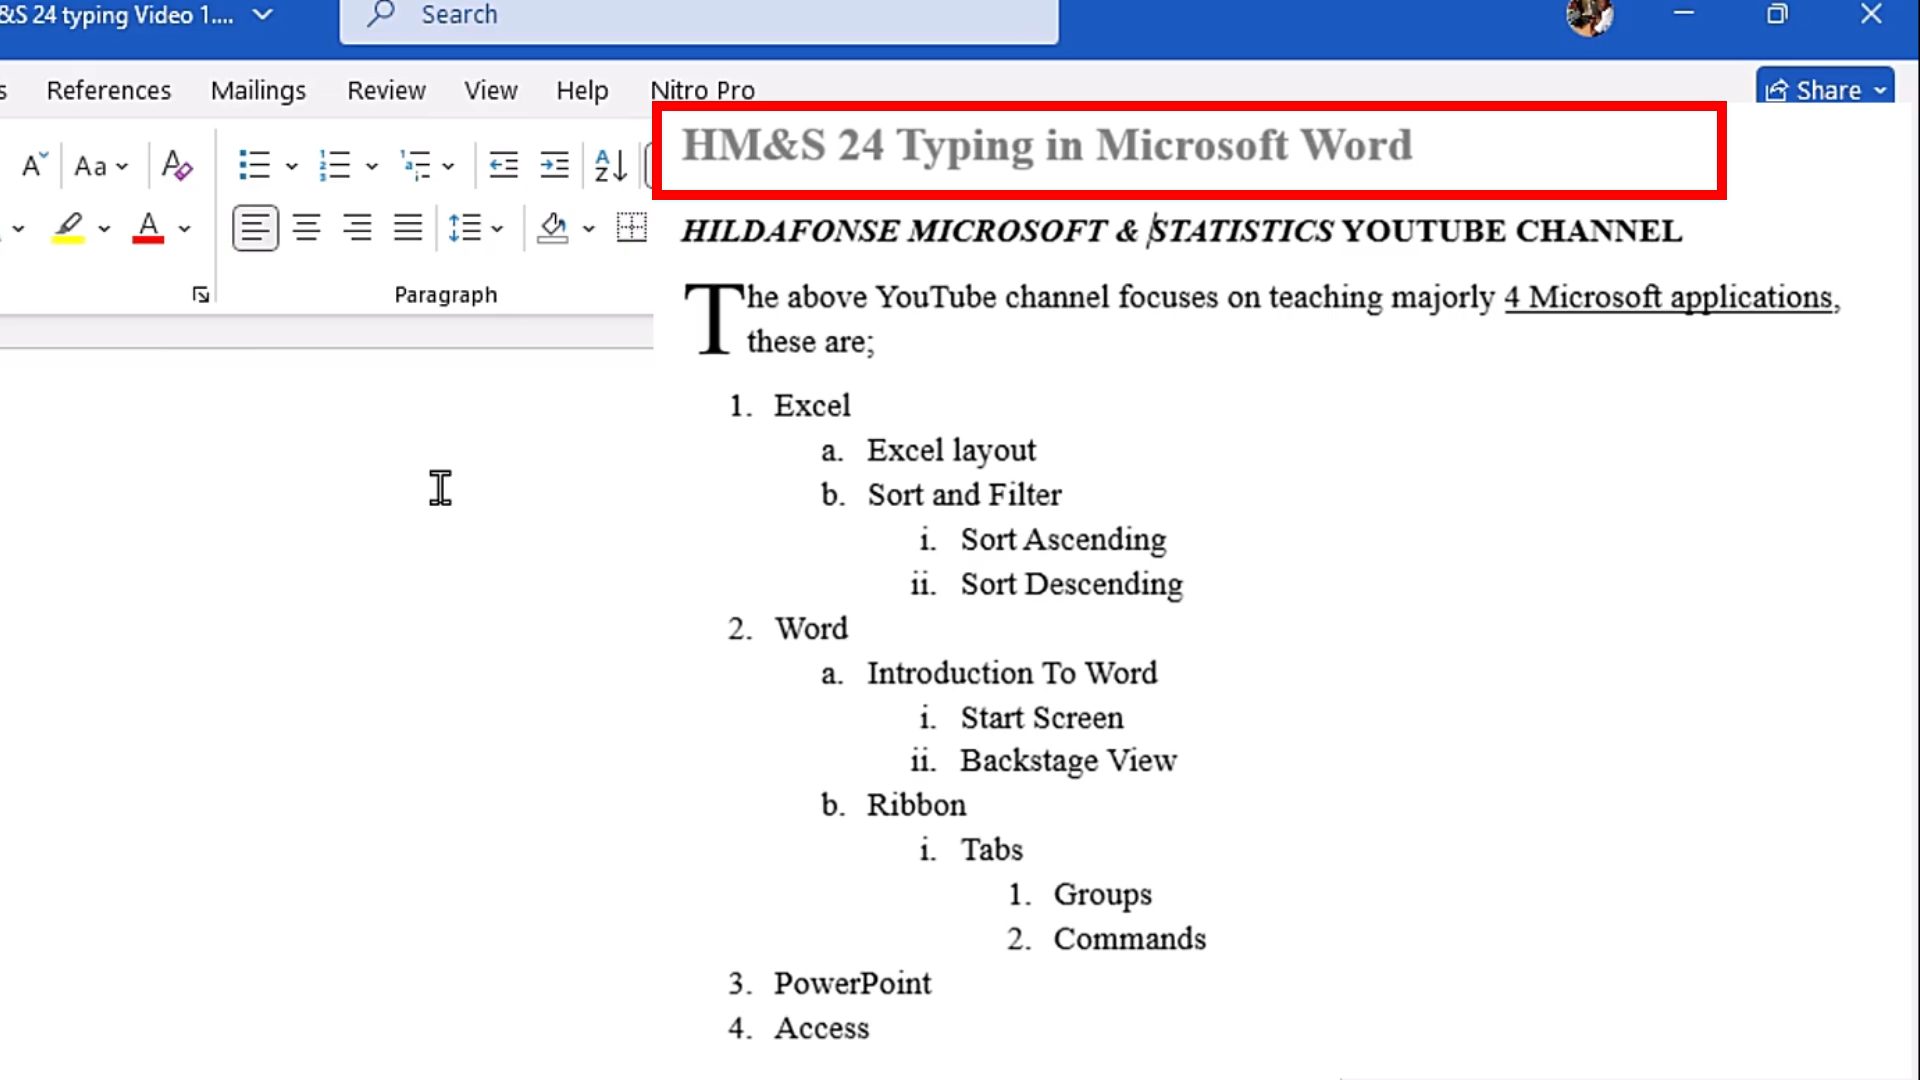 &S 24 typing Video 1....
Search
References Mailings Review View Help Nitro Pro
Share
Aa
Paragraph
HM&S 24 Typing in Microsoft Word
HILDAFONSE MICROSOFT & STATISTICS YOUTUBE CHANNEL
The above YouTube channel focuses on teaching majorly 4 Microsoft applications,
these are;
1. Excel
a. Excel layout
b. Sort and Filter
i. Sort Ascending
ii. Sort Descending
2. Word
a. Introduction To Word
i. Start Screen
ii. Backstage View
b. Ribbon
i. Tabs
1. Groups
2. Commands
3. PowerPoint
4. Access